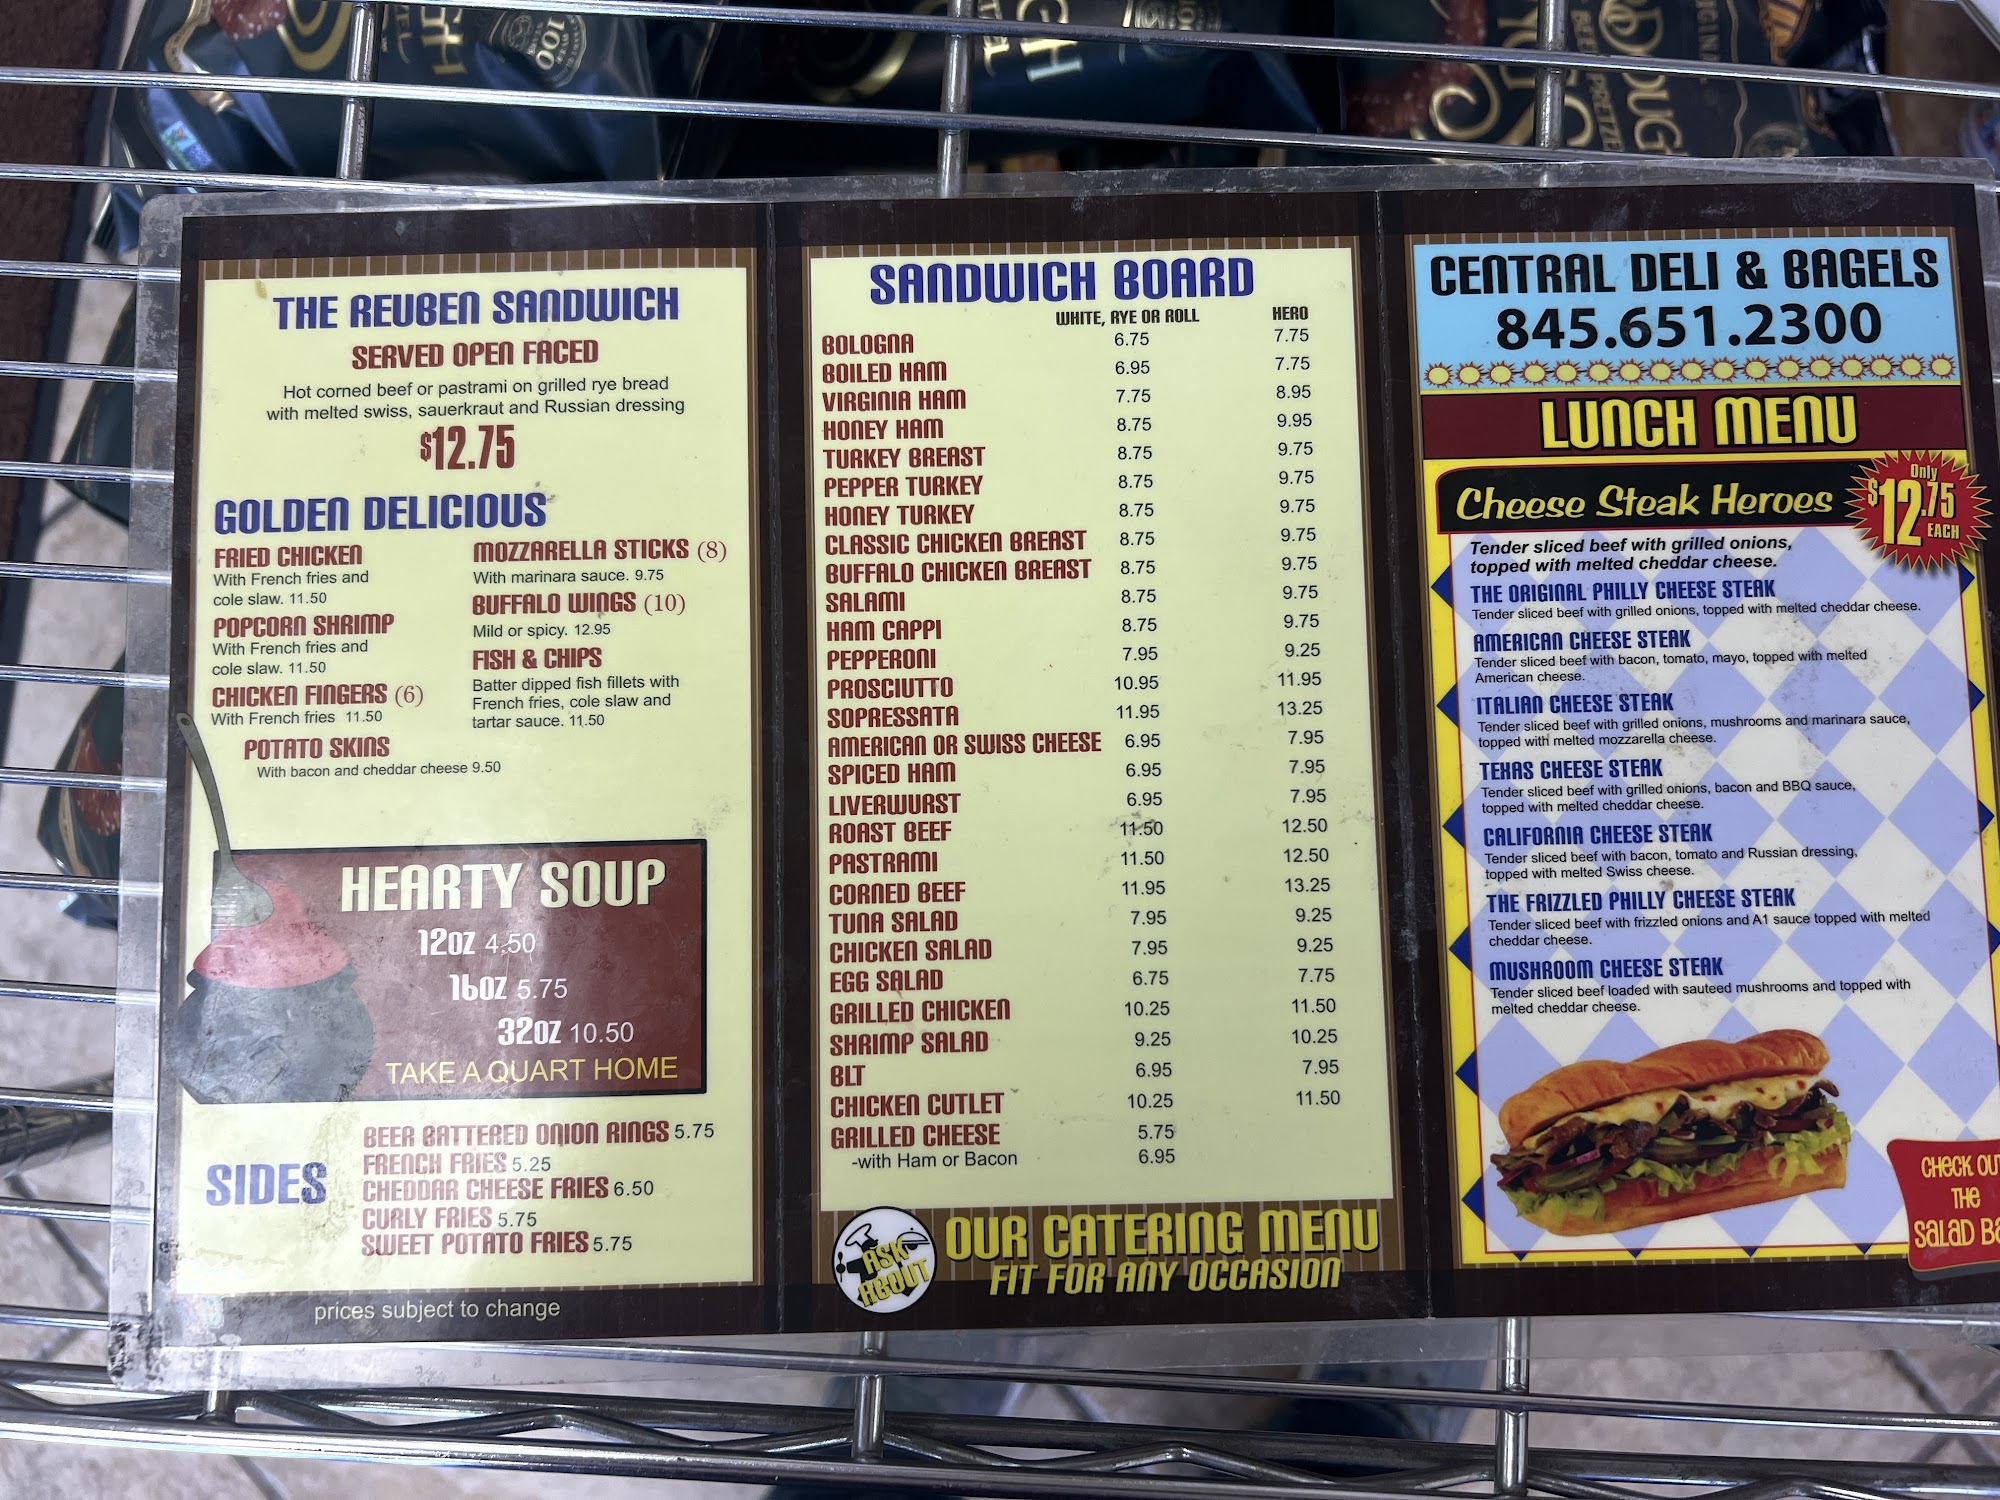 100
THE REUBEN SANDWICH
SERVED OPEN FACED
Hot corned beef or pastrami on grilled rye bread
with melted swiss, sauerkraut and Russian dressing
$12.75
GOLDEN DELICIOUS
FRIED CHICKEN
With French fries and
cole slaw. 11.50
POPCORN SHRIMP
With French fries and
cole slaw. 11.50
CHICKEN FINGERS (6)
With French fries 11.50
MOZZARELLA STICKS (8)
With marinara sauce. 9.75
BUFFALO WINGS (10)
Mild or spicy. 12.95
FISH & CHIPS
Batter dipped fish fillets with
French fries, cole slaw and
tartar sauce. 11.50
POTATO SKINS
With bacon and cheddar cheese 9.50
HEARTY SOUP
12OZ 4.50
16OZ 5.75
32OZ 10.50
TAKE A QUART HOME
SIDES
BEER BATTERED ONION RINGS 5.75
FRENCH FRIES 5.25
CHEDDAR CHEESE FRIES 6.50
CURLY FRIES 5.75
SWEET POTATO FRIES 5.75
prices subject to change
SANDWICH BOARD
WHITE, RYE OR ROLL HERO
BOLOGNA 6.75 7.75
BOILED HAM 6.95 7.75
VIRGINIA HAM 7.75 8.95
HONEY HAM 8.75 9.95
TURKEY BREAST 8.75 9.75
PEPPER TURKEY 8.75 9.75
HONEY TURKEY 8.75 9.75
CLASSIC CHICKEN BREAST 8.75 9.75
BUFFALO CHICKEN BREAST 8.75 9.75
SALAMI 8.75 9.75
HAM CAPPI 8.75 9.75
PEPPERONI 7.95 9.25
PROSCIUTTO 10.95 11.95
SOPRESSATA 11.95 13.25
AMERICAN OR SWISS CHEESE 6.95 7.95
SPICED HAM 6.95 7.95
LIVERWURST 6.95 7.95
ROAST BEEF 11.50 12.50
PASTRAMI 11.50 12.50
CORNED BEEF 11.95 13.25
TUNA SALAD 7.95 9.25
CHICKEN SALAD 7.95 9.25
EGG SALAD 6.75 7.75
GRILLED CHICKEN 10.25 11.50
SHRIMP SALAD 9.25 10.25
BLT 6.95 7.95
CHICKEN CUTLET 10.25 11.50
GRILLED CHEESE 5.75
-with Ham or Bacon 6.95
ASK ABOUT
OUR CATERING MENU
FIT FOR ANY OCCASION
CENTRAL DELI & BAGELS
845.651.2300
LUNCH MENU
Cheese Steak Heroes
Only
$12.75
EACH
Tender sliced beef with grilled onions,
topped with melted cheddar cheese.
THE ORIGINAL PHILLY CHEESE STEAK
Tender sliced beef with grilled onions, topped with melted cheddar cheese.
AMERICAN CHEESE STEAK
Tender sliced beef with bacon, tomato, mayo, topped with melted
American cheese.
ITALIAN CHEESE STEAK
Tender sliced beef with grilled onions, mushrooms and marinara sauce,
topped with melted mozzarella cheese.
TEXAS CHEESE STEAK
Tender sliced beef with grilled onions, bacon and BBQ sauce,
topped with melted cheddar cheese.
CALIFORNIA CHEESE STEAK
Tender sliced beef with bacon, tomato and Russian dressing,
topped with melted Swiss cheese.
THE FRIZZLED PHILLY CHEESE STEAK
Tender sliced beef with frizzled onions and A1 sauce topped with melted
cheddar cheese.
MUSHROOM CHEESE STEAK
Tender sliced beef loaded with sauteed mushrooms and topped with
melted cheddar cheese.
CHECK OU
THE
SALAD BA